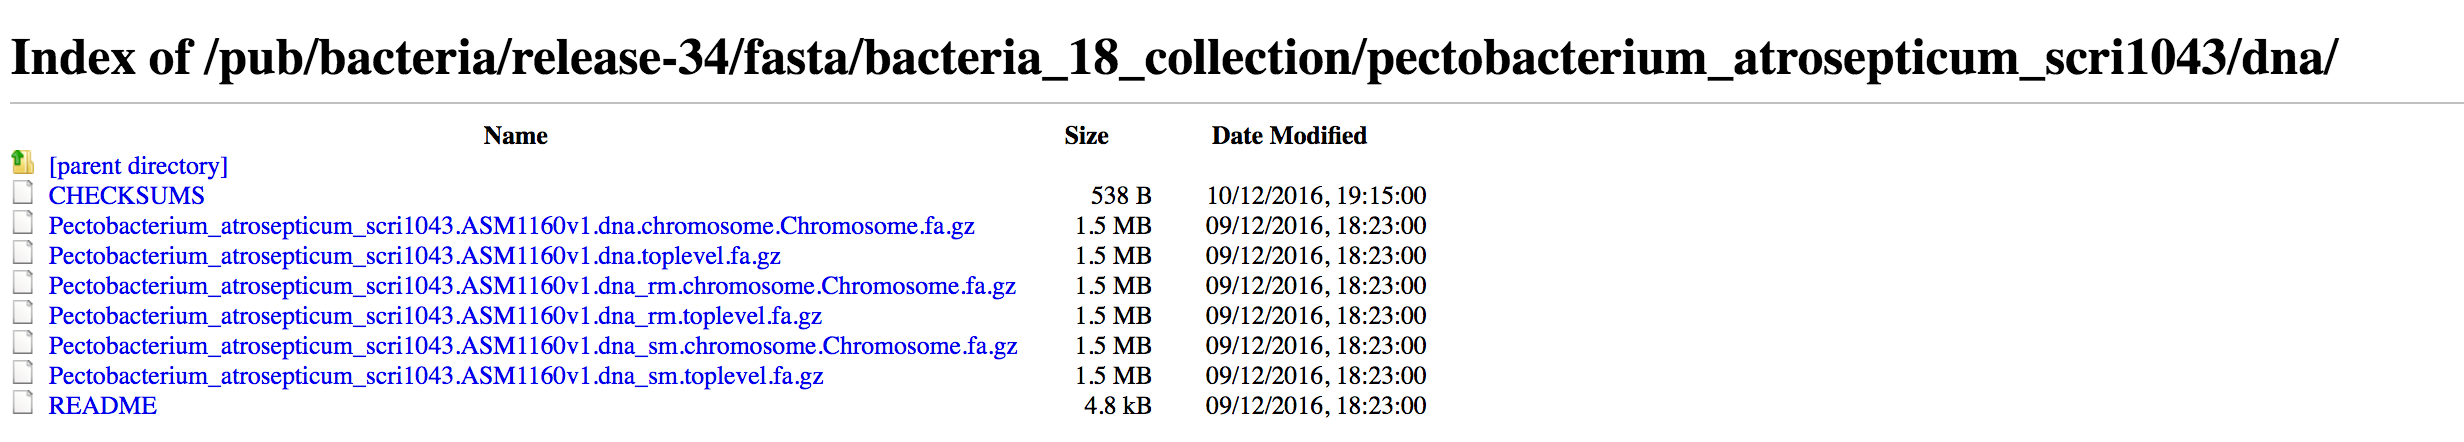 Index of /pub/bacteria/release-34/fasta/bacteria_18_collection/pectobacterium_atrosepticum_scri1043/dna/
Name Size Date Modified
[parent directory]
CHECKSUMS 538 B 10/12/2016, 19:15:00
Pectobacterium_atrosepticum_scri1043.ASM1160v1.dna.chromosome.Chromosome.fa.gz 1.5 MB 09/12/2016, 18:23:00
Pectobacterium_atrosepticum_scri1043.ASM1160v1.dna.toplevel.fa.gz 1.5 MB 09/12/2016, 18:23:00
Pectobacterium_atrosepticum_scri1043.ASM1160v1.dna_rm.chromosome.Chromosome.fa.gz 1.5 MB 09/12/2016, 18:23:00
Pectobacterium_atrosepticum_scri1043.ASM1160v1.dna_rm.toplevel.fa.gz 1.5 MB 09/12/2016, 18:23:00
Pectobacterium_atrosepticum_scri1043.ASM1160v1.dna_sm.chromosome.Chromosome.fa.gz 1.5 MB 09/12/2016, 18:23:00
Pectobacterium_atrosepticum_scri1043.ASM1160v1.dna_sm.toplevel.fa.gz 1.5 MB 09/12/2016, 18:23:00
README 4.8 kB 09/12/2016, 18:23:00